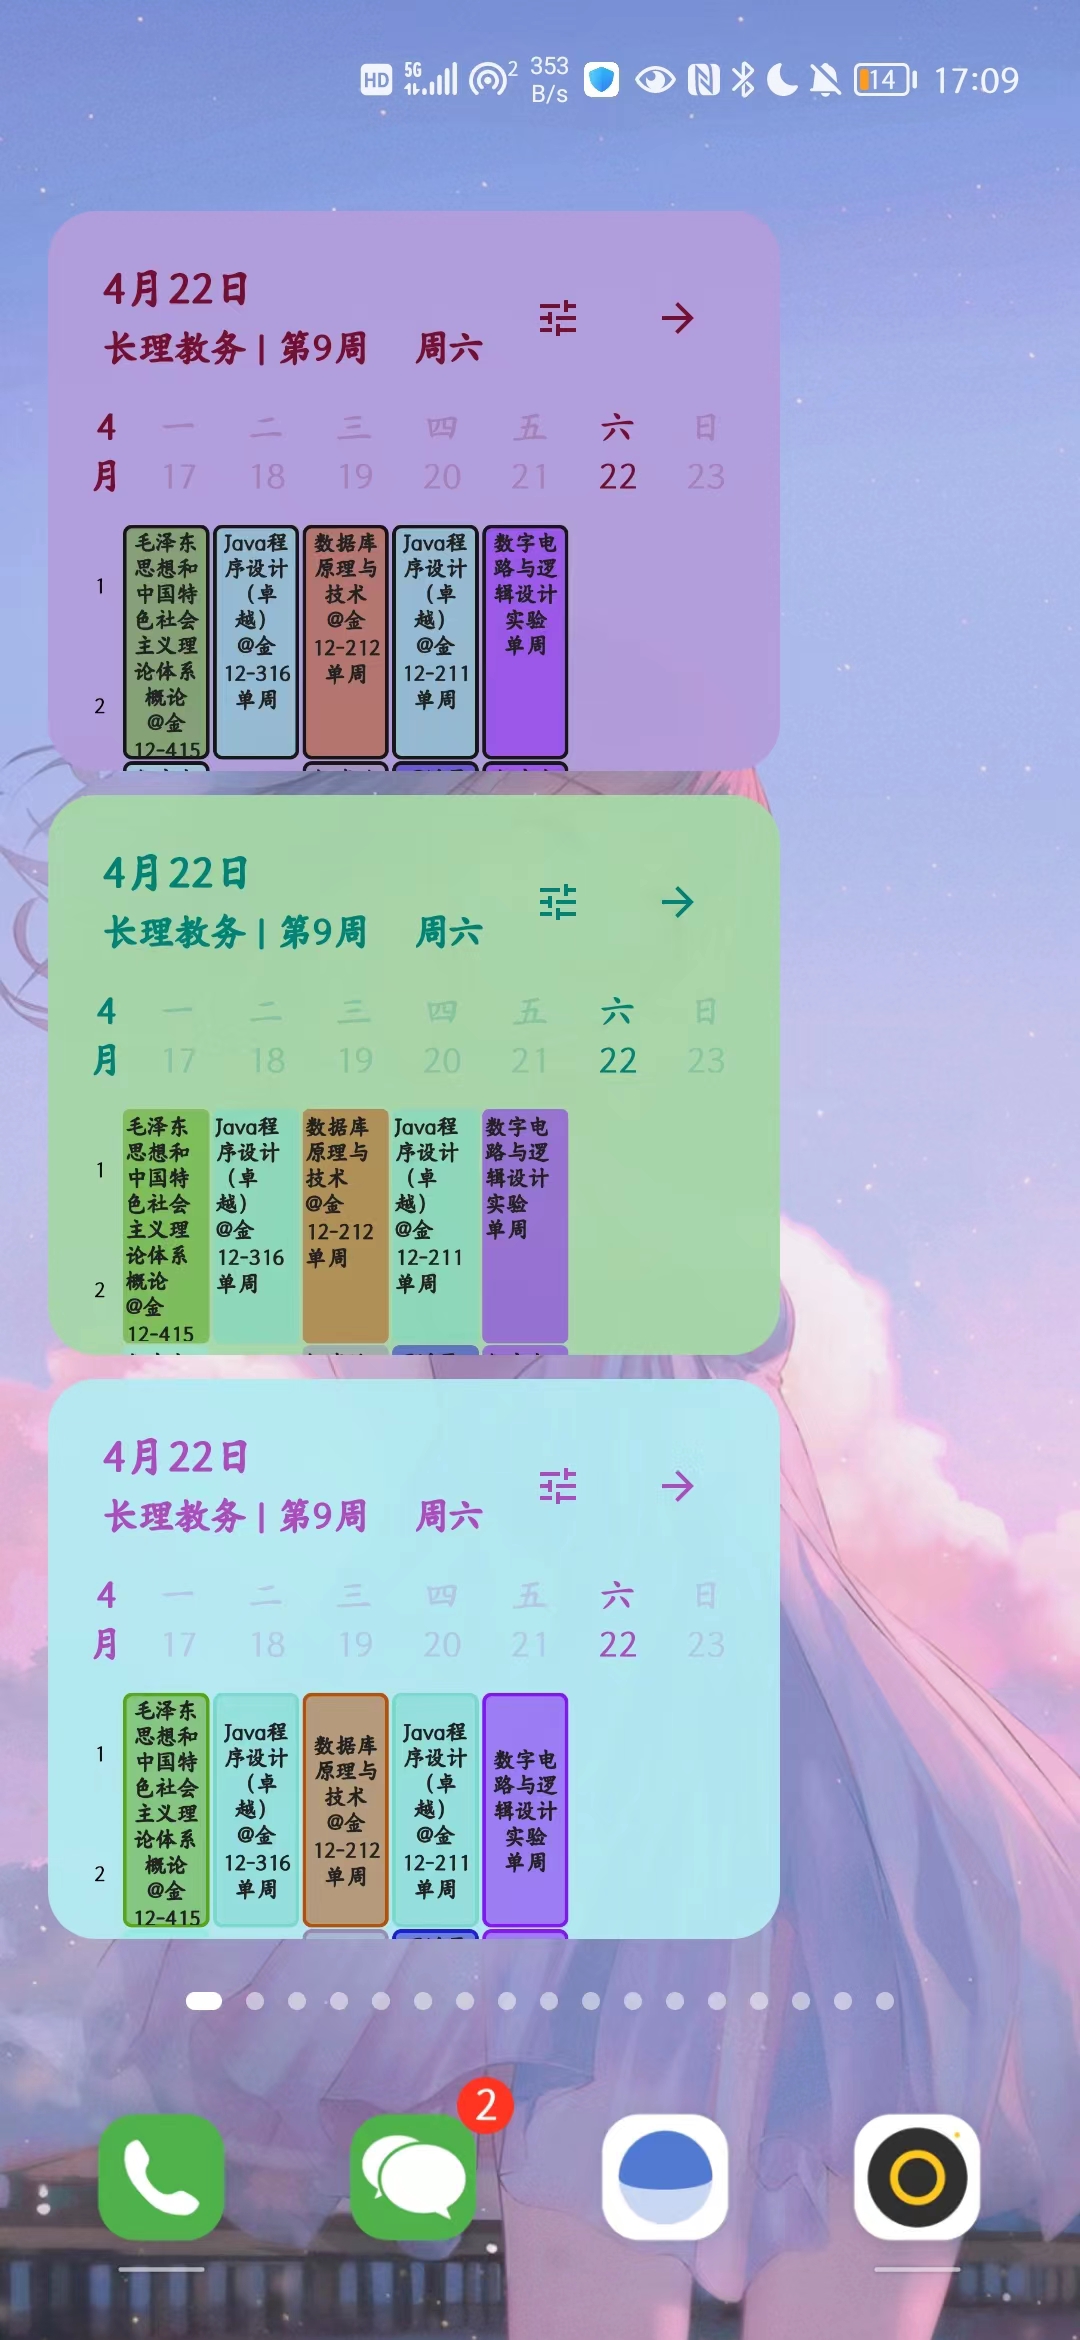 HD 5G 2 353 B/s 14 17:09
4月22日
长理教务 | 第9周 周六
4月 一 二 三 四 五 六 日
17 18 19 20 21 22 23
1
2
毛泽东
思想和
中国特
色社会
主义理
论体系
概论
@金
12-415
Java程
序设计
（卓
越）
@金
12-316
单周
数据库
原理与
技术
@金
12-212
单周
Java程
序设计
（卓
越）
@金
12-211
单周
数字电
路与逻
辑设计
实验
单周
4月22日
长理教务 | 第9周 周六
4月 一 二 三 四 五 六 日
17 18 19 20 21 22 23
1
2
毛泽东
思想和
中国特
色社会
主义理
论体系
概论
@金
12-415
Java程
序设计
（卓
越）
@金
12-316
单周
数据库
原理与
技术
@金
12-212
单周
Java程
序设计
（卓
越）
@金
12-211
单周
数字电
路与逻
辑设计
实验
单周
4月22日
长理教务 | 第9周 周六
4月 一 二 三 四 五 六 日
17 18 19 20 21 22 23
1
2
毛泽东
思想和
中国特
色社会
主义理
论体系
概论
@金
12-415
Java程
序设计
（卓
越）
@金
12-316
单周
数据库
原理与
技术
@金
12-212
单周
Java程
序设计
（卓
越）
@金
12-211
单周
数字电
路与逻
辑设计
实验
单周
2